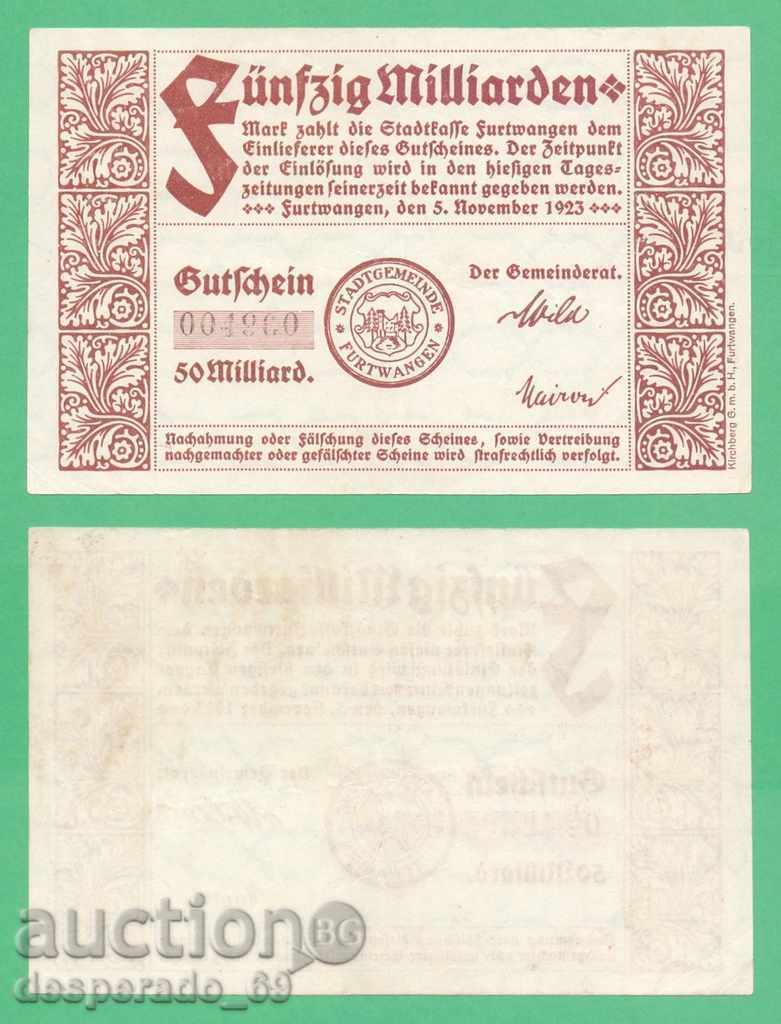 Fünfzig Milliarden
Mark zahlt die Stadtkasse Furtwangen dem
Einlieferer dieses Gutscheines. Der Zeitpunkt
der Einlösung wird in den hiesigen Tages-
zeitungen seinerzeit bekannt gegeben werden.
Furtwangen, den 5. November 1923
Gutschein
004960
50 Milliard.
STADTGEMEINDE
FURTWANGEN
Der Gemeinderat.
Wild
Nachahmung oder Fälschung dieses Scheines, sowie Vertreibung
nachgemachter oder gefälschter Scheine wird strafrechtlich verfolgt.
Kirchberg G. m. b. H., Furtwangen.
auction BG
desperado_69